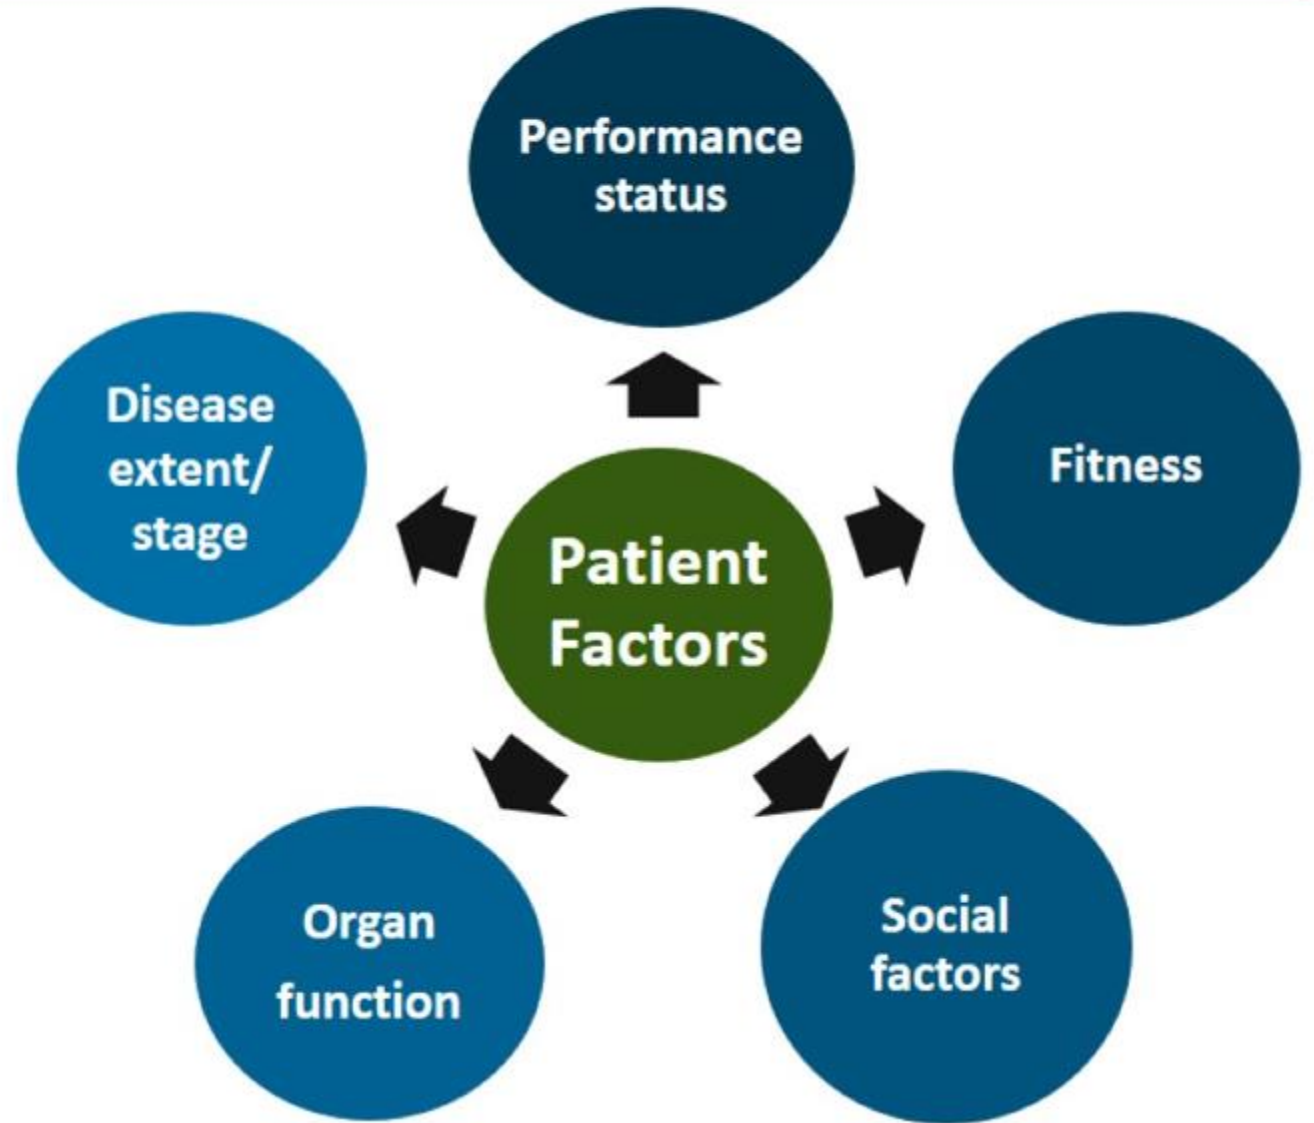 Performance
status
Disease
extent/
stage
Fitness
Patient
Factors
Organ
function
Social
factors